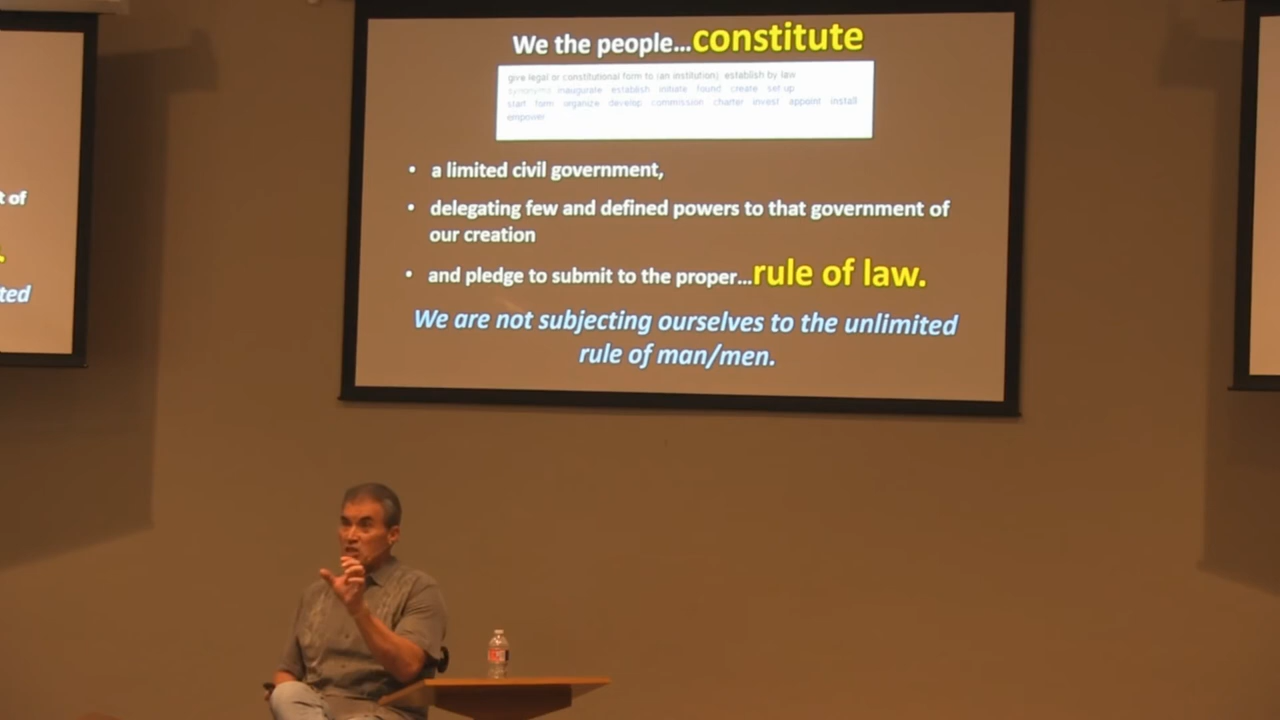 We the people...constitute
give legal or constitutional form to (an institution) establish by law
synonyms inaugurate establish initiate found create set up
start form organize develop commission charter invest appoint install
empower
• a limited civil government,
• delegating few and defined powers to that government of
our creation
• and pledge to submit to the proper...rule of law.
We are not subjecting ourselves to the unlimited
rule of man/men.
t of
.
ted